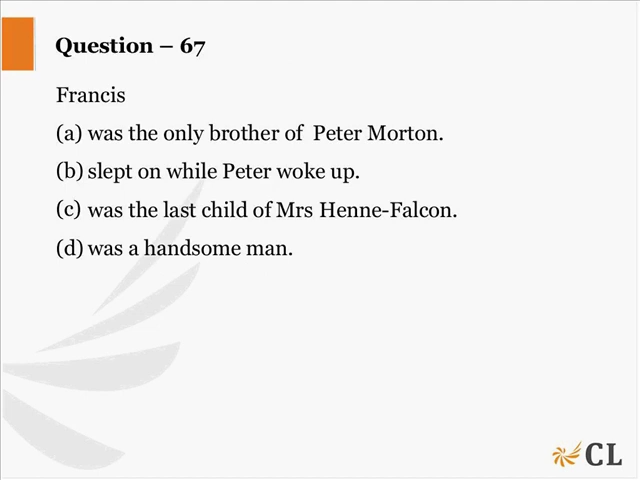 Question – 67
Francis
(a) was the only brother of Peter Morton.
(b) slept on while Peter woke up.
(c) was the last child of Mrs Henne-Falcon.
(d) was a handsome man.
CL